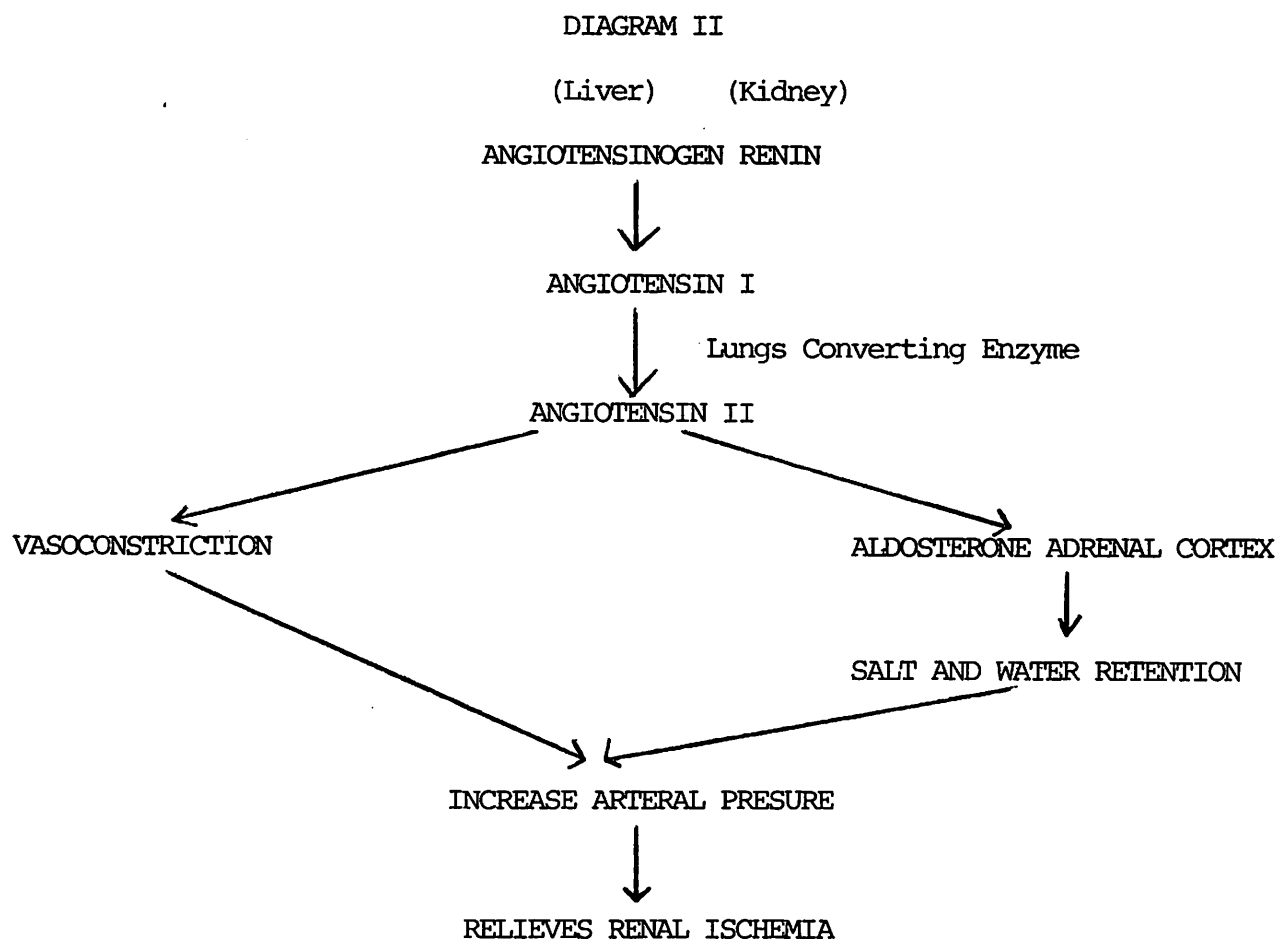 DIAGRAM II
(Liver) (Kidney)
ANGIOTENSINOGEN RENIN
ANGIOTENSIN I
Lungs Converting Enzyme
ANGIOTENSIN II
VASOCONSTRICTION
ALDOSTERONE ADRENAL CORTEX
SALT AND WATER RETENTION
INCREASE ARTERAL PRESURE
RELIEVES RENAL ISCHEMIA